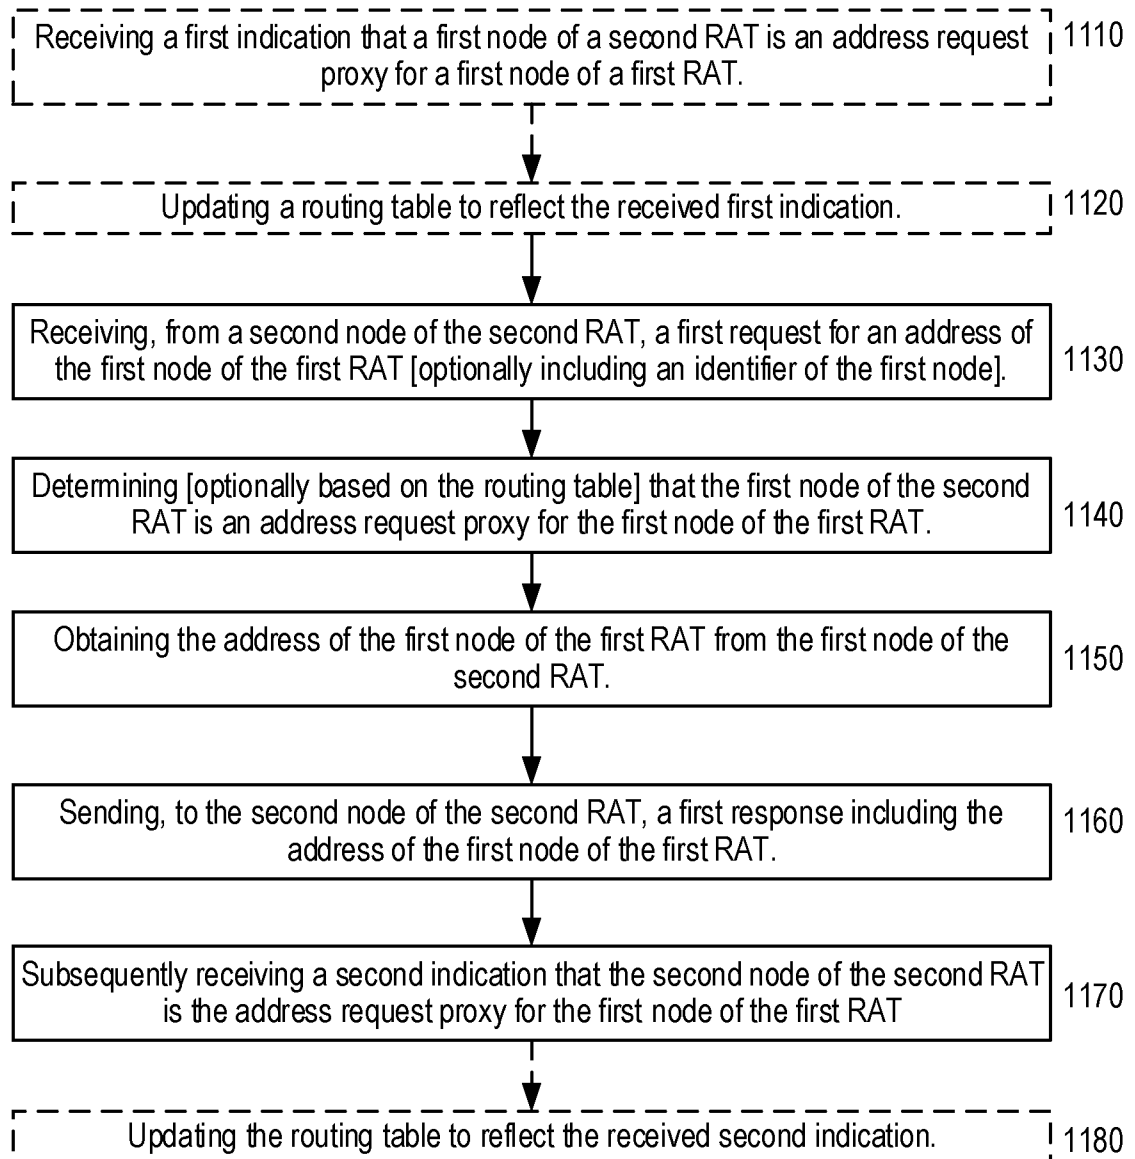 Receiving a first indication that a first node of a second RAT is an address request
proxy for a first node of a first RAT.
1110
Updating a routing table to reflect the received first indication.
1120
Receiving, from a second node of the second RAT, a first request for an address of
the first node of the first RAT [optionally including an identifier of the first node].
1130
Determining [optionally based on the routing table] that the first node of the second
RAT is an address request proxy for the first node of the first RAT.
1140
Obtaining the address of the first node of the first RAT from the first node of the
second RAT.
1150
Sending, to the second node of the second RAT, a first response including the
address of the first node of the first RAT.
1160
Subsequently receiving a second indication that the second node of the second RAT
is the address request proxy for the first node of the first RAT
1170
Updating the routing table to reflect the received second indication.
1180